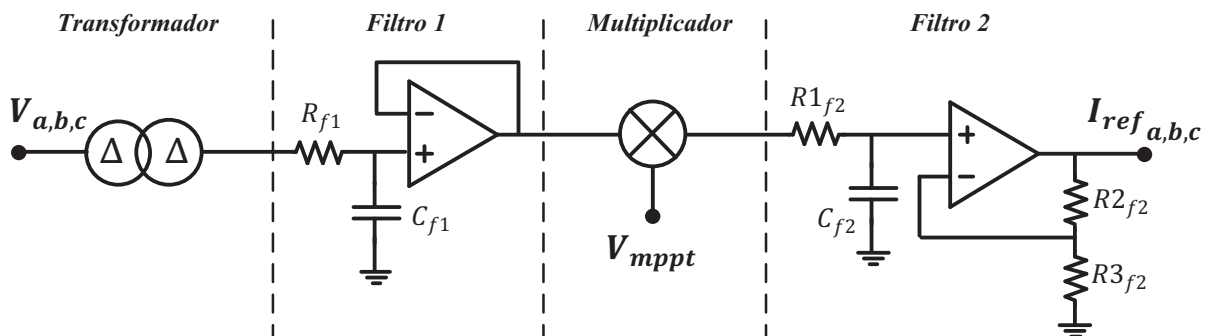 Transformador
Filtro 1
Multiplicador
Filtro 2
V_{a,b,c}
Δ Δ
R_{f1}
C_{f1}
−
+
V_{mppt}
R1_{f2}
C_{f2}
+
−
I_{ref_{a,b,c}}
R2_{f2}
R3_{f2}